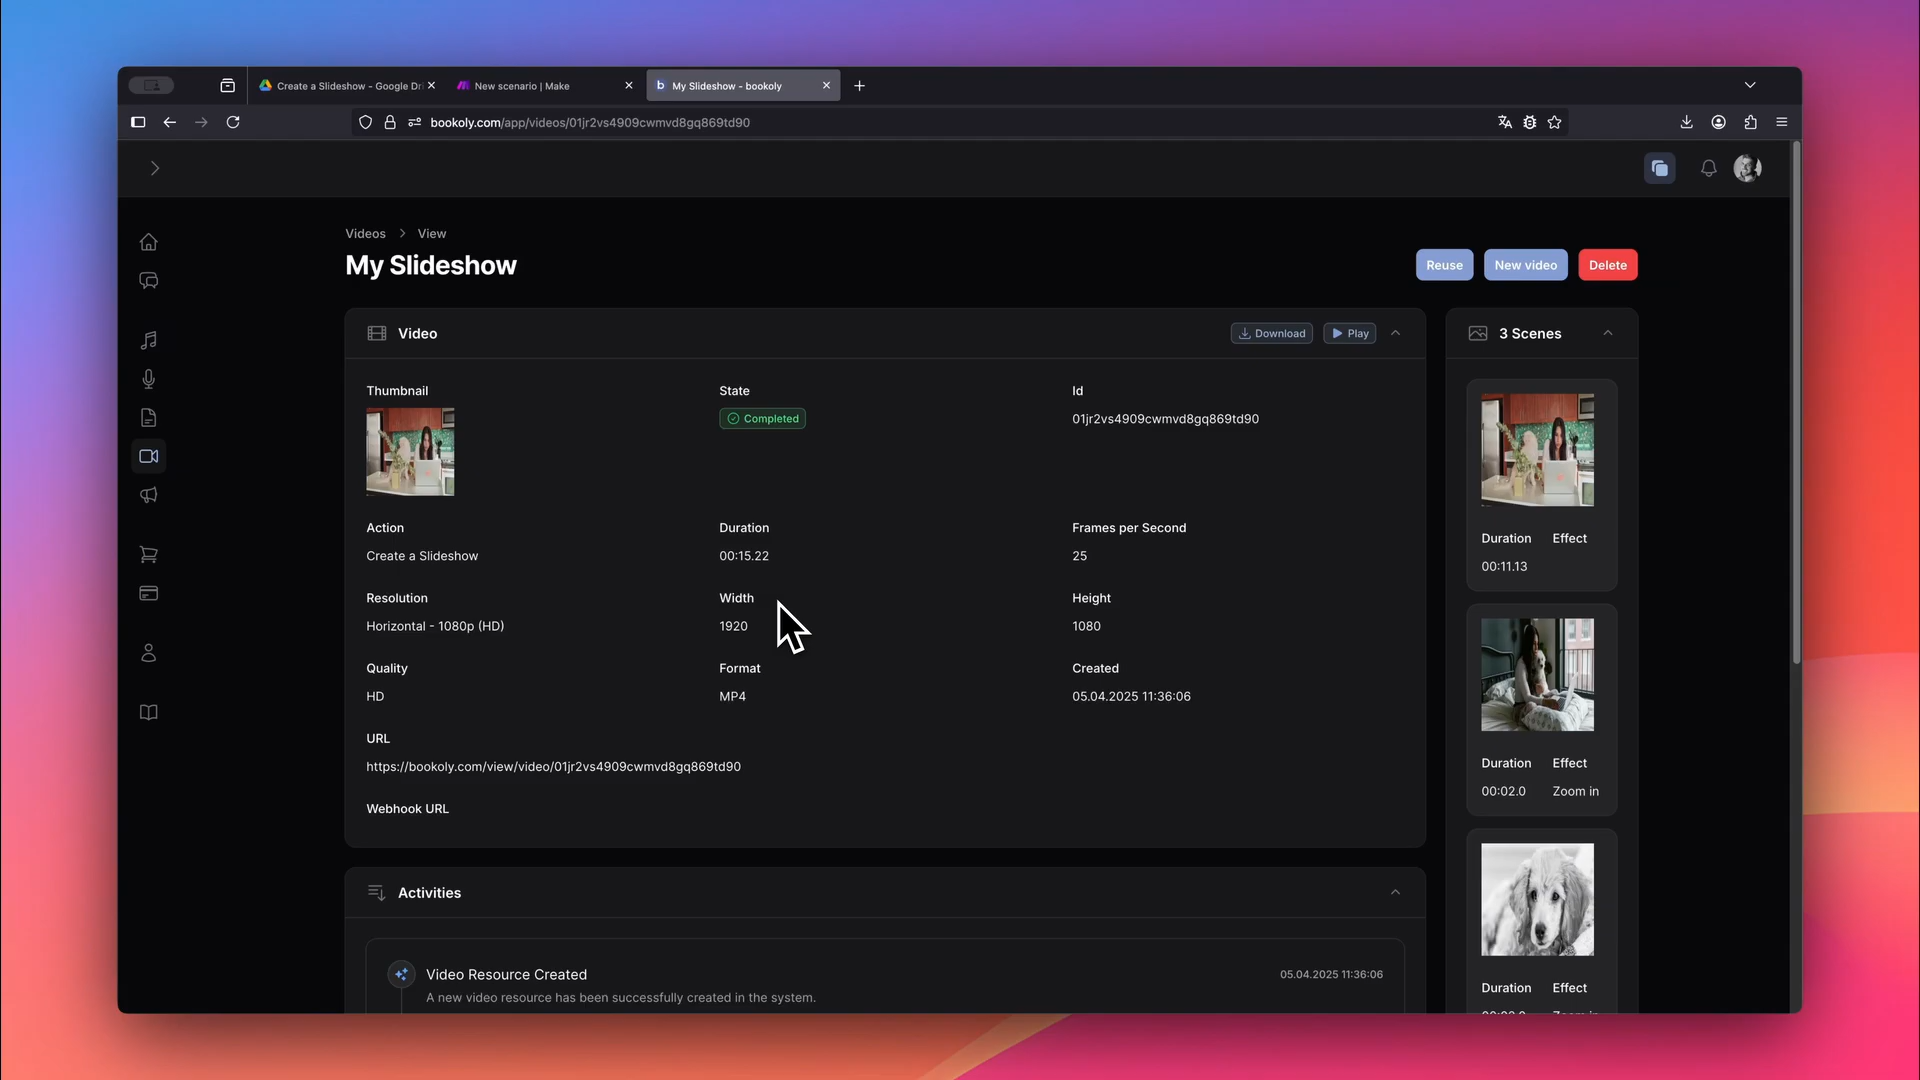 Create a Slideshow - Google Dri
New scenario | Make
b My Slideshow - bookoly
bookoly.com/app/videos/01jr2vs4909cwmvd8gq869td90
Videos > View
My Slideshow
Reuse
New video
Delete
Video
Download
Play
3 Scenes
Thumbnail
State
Id
Completed
01jr2vs4909cwmvd8gq869td90
Action
Duration
Frames per Second
Create a Slideshow
00:15.22
25
Resolution
Width
Height
Horizontal - 1080p (HD)
1920
1080
Quality
Format
Created
HD
MP4
05.04.2025 11:36:06
URL
https://bookoly.com/view/video/01jr2vs4909cwmvd8gq869td90
Webhook URL
Duration Effect
00:11.13
Duration Effect
00:02.0 Zoom in
Duration Effect
Activities
Video Resource Created
05.04.2025 11:36:06
A new video resource has been successfully created in the system.